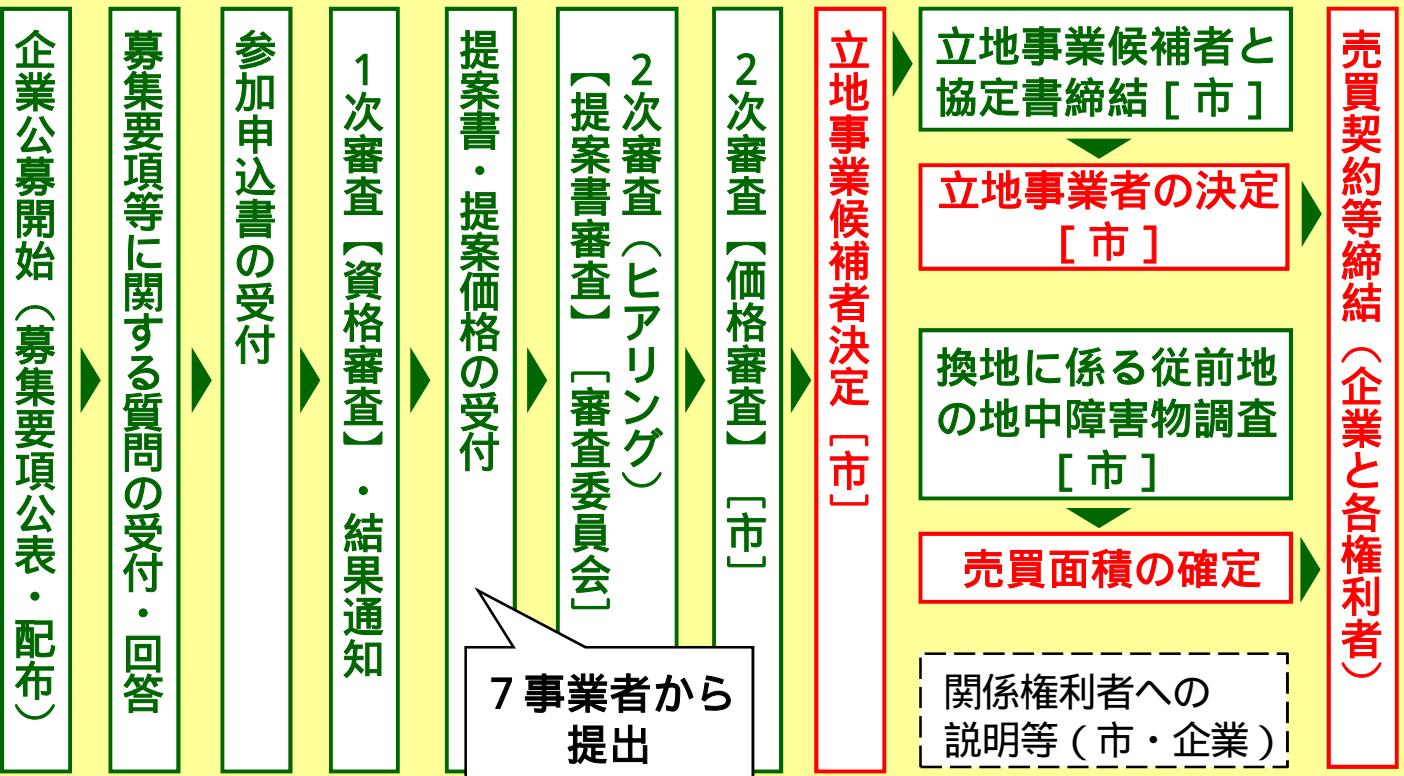 企業公募開始（募集要項公表・配布）
募集要項等に関する質問の受付・回答
参加申込書の受付
１次審査【資格審査】・結果通知
提案書・提案価格の受付
７事業者から
提出
２次審査（ヒアリング）
【提案書審査】［審査委員会］
２次審査【価格審査】［市］
立地事業候補者決定［市］
立地事業候補者と
協定書締結［市］
立地事業者の決定
［市］
換地に係る従前地
の地中障害物調査
［市］
売買面積の確定
関係権利者への
説明等（市・企業）
売買契約等締結（企業と各権利者）